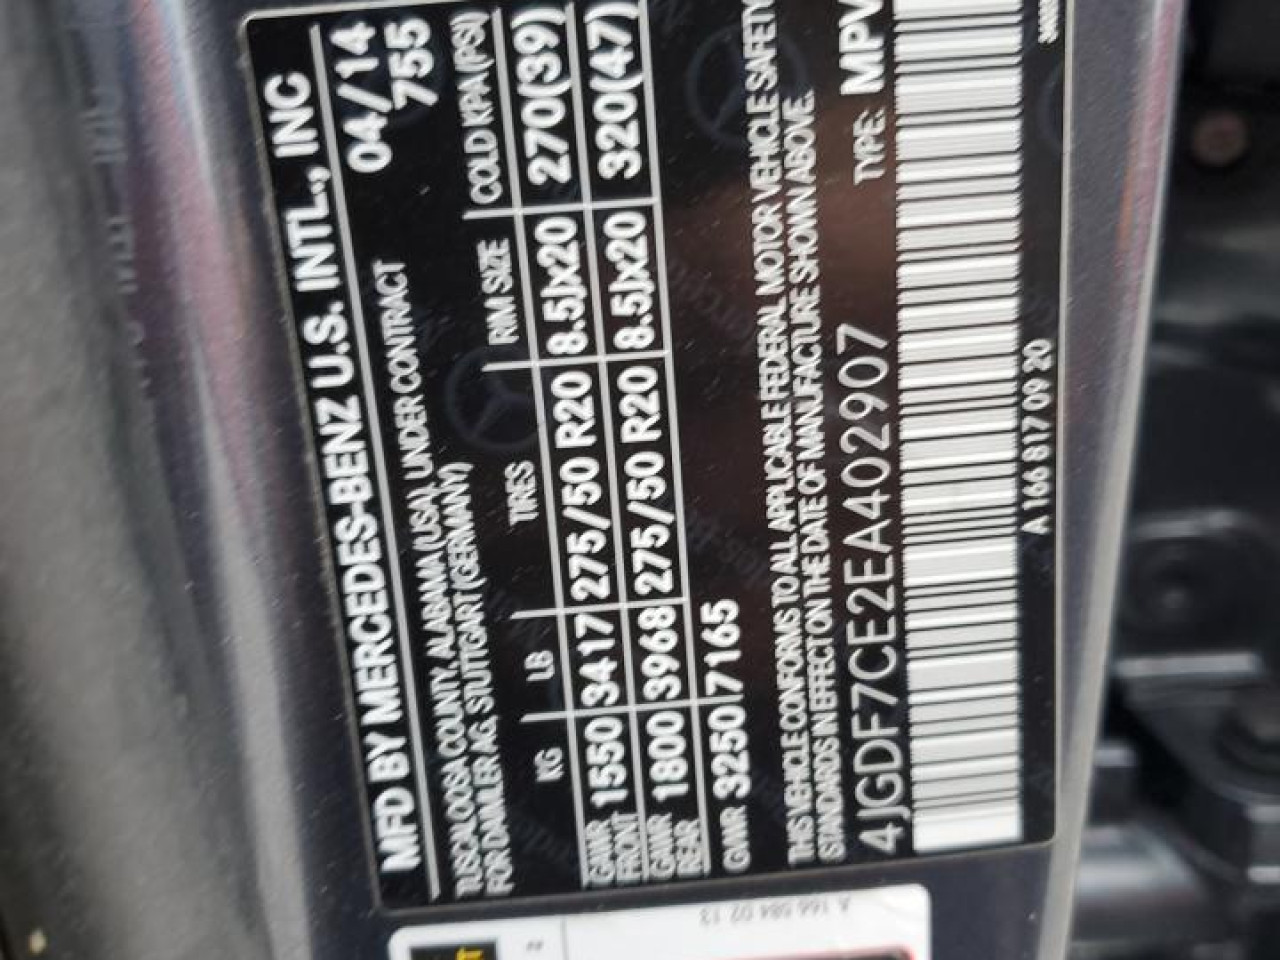 MFD BY MERCEDES-BENZ U.S. INTL., INC
TUSCALOOSA COUNTY, ALABAMA (USA), UNDER CONTRACT 04/14
FOR DAIMLER AG, STUTTGART (GERMANY) 755
KG LB TIRES RIM SIZE COLD KPA (PSI)
GAWR FRONT 1550 3417 275/50 R20 8.5Jx20 270(39)
GAWR REAR 1800 3968 275/50 R20 8.5Jx20 320(47)
GVWR 3250 7165
THIS VEHICLE CONFORMS TO ALL APPLICABLE FEDERAL MOTOR VEHICLE SAFETY
STANDARDS IN EFFECT ON THE DATE OF MANUFACTURE SHOWN ABOVE.
4JGDF7CE2EA402907 TYPE: MPV
A 166 817 09 20
A 166 584 02 13